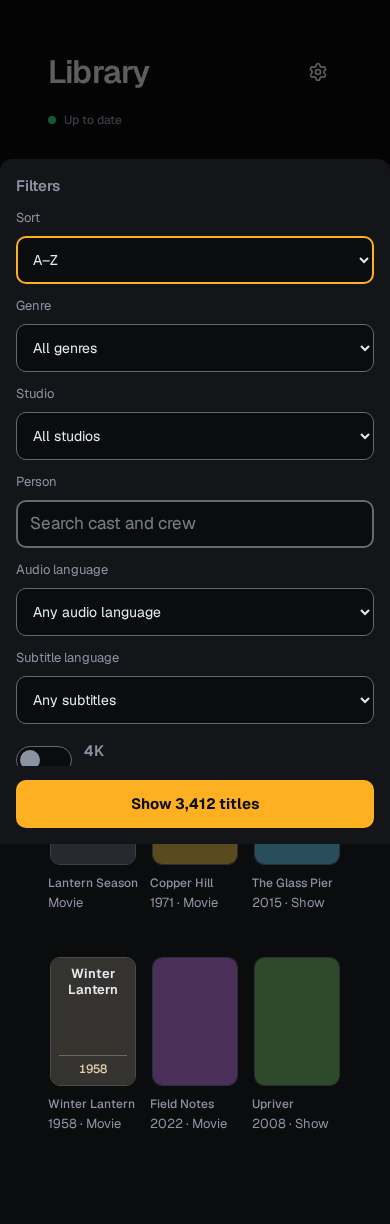 Library
Up to date
Filters
Sort
A–Z
Genre
All genres
Studio
All studios
Person
Search cast and crew
Audio language
Any audio language
Subtitle language
Any subtitles
4K
Show 3,412 titles
Lantern Season
Movie
Copper Hill
1971 · Movie
The Glass Pier
2015 · Show
Winter
Lantern
1958
Winter Lantern
1958 · Movie
Field Notes
2022 · Movie
Upriver
2008 · Show